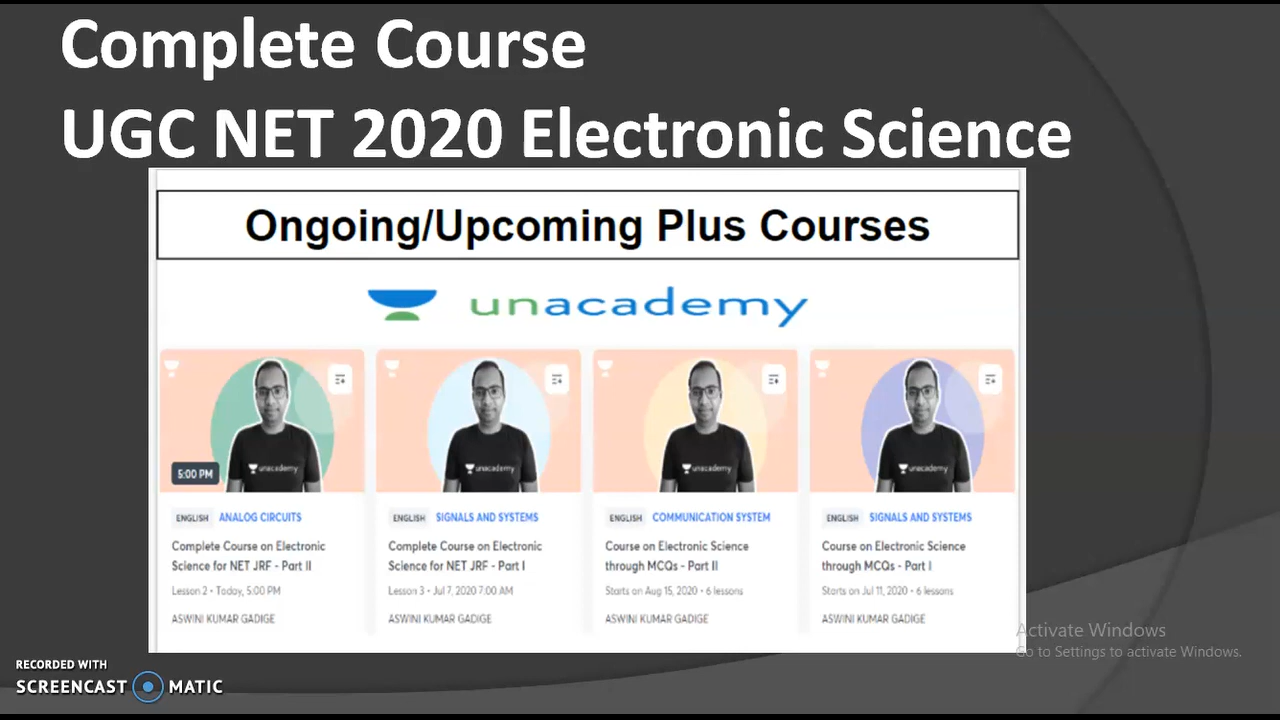 Complete Course
UGC NET 2020 Electronic Science
Ongoing/Upcoming Plus Courses
unacademy
unacademy
5:00 PM
ENGLISH ANALOG CIRCUITS
Complete Course on Electronic
Science for NET JRF - Part II
Lesson 2 • Today, 5:00 PM
ASWINI KUMAR GADIGE
unacademy
ENGLISH SIGNALS AND SYSTEMS
Complete Course on Electronic
Science for NET JRF - Part I
Lesson 3 • Jul 7, 2020 7:00 AM
ASWINI KUMAR GADIGE
unacademy
ENGLISH COMMUNICATION SYSTEM
Course on Electronic Science
through MCQs - Part II
Starts on Aug 15, 2020 • 6 lessons
ASWINI KUMAR GADIGE
unacademy
ENGLISH SIGNALS AND SYSTEMS
Course on Electronic Science
through MCQs - Part I
Starts on Jul 11, 2020 • 6 lessons
ASWINI KUMAR GADIGE
Activate Windows
Go to Settings to activate Windows.
RECORDED WITH
SCREENCAST MATIC